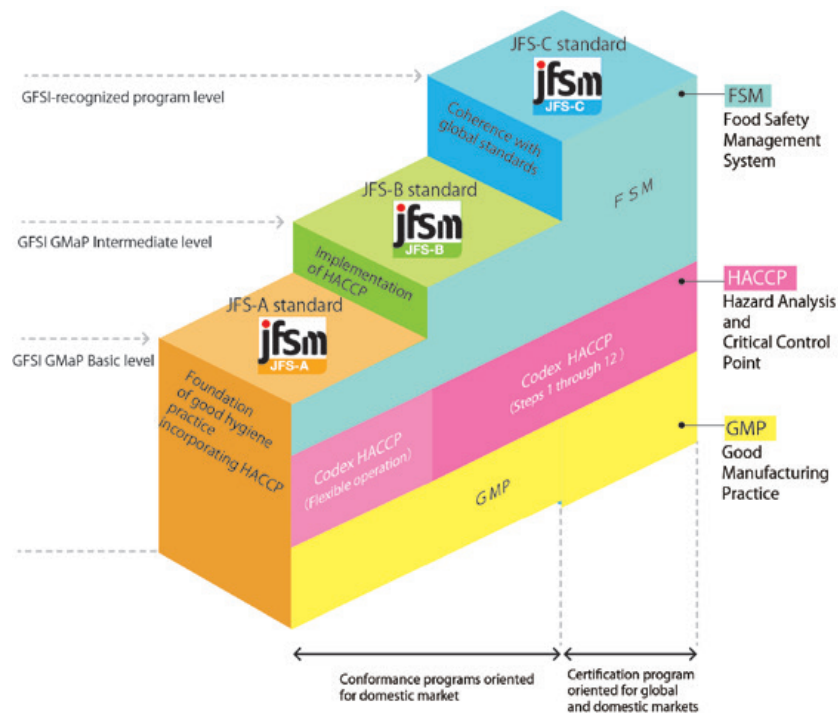 JFS-C standard
jfsm
JFS-C
GFSI-recognized program level
FSM
Food Safety
Management
System
Coherence with
global standards
JFS-B standard
jfsm
JFS-B
FSM
GFSI GMaP Intermediate level
Implementation
of HACCP
HACCP
Hazard Analysis
and
Critical Control
Point
JFS-A standard
jfsm
JFS-A
GFSI GMaP Basic level
Foundation
of good hygiene
practice
incorporating HACCP
Codex HACCP
(Steps 1 through 12)
Codex HACCP
(Flexible operation)
GMP
GMP
Good
Manufacturing
Practice
Conformance programs oriented
for domestic market
Certification program
oriented for global
and domestic markets